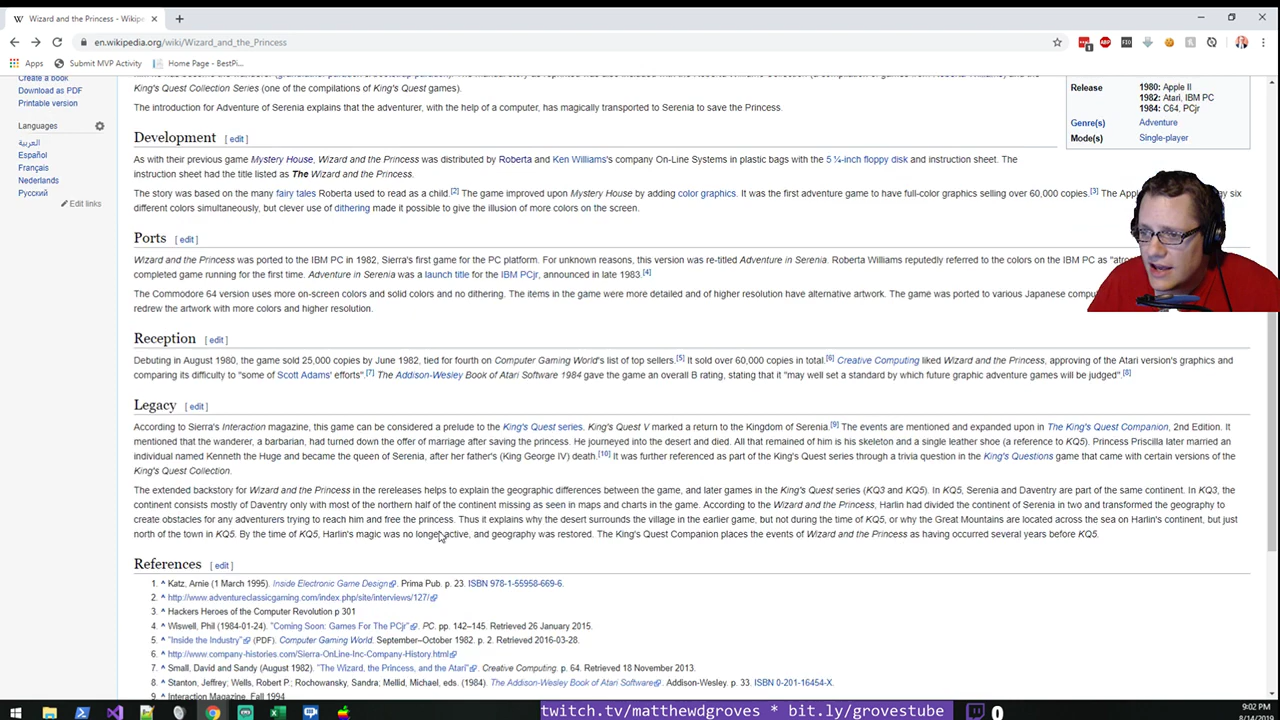 Wizard and the Princess - Wikipe
en.wikipedia.org/wiki/Wizard_and_the_Princess
Apps Submit MVP Activity Home Page - BestPi...
Create a book
Download as PDF
Printable version
Languages
العربية
Español
Français
Nederlands
Русский
Edit links
King's Quest Collection Series (one of the compilations of King's Quest games).
The introduction for Adventure of Serenia explains that the adventurer, with the help of a computer, has magically transported to Serenia to save the Princess.
Release 1980: Apple II
1982: Atari, IBM PC
1984: C64, PCjr
Genre(s) Adventure
Mode(s) Single-player
Development [ edit ]
As with their previous game Mystery House, Wizard and the Princess was distributed by Roberta and Ken Williams's company On-Line Systems in plastic bags with the 5 ¼-inch floppy disk and instruction sheet. The
instruction sheet had the title listed as The Wizard and the Princess.
The story was based on the many fairy tales Roberta used to read as a child.[2] The game improved upon Mystery House by adding color graphics. It was the first adventure game to have full-color graphics selling over 60,000 copies.[3] The App ay six
different colors simultaneously, but clever use of dithering made it possible to give the illusion of more colors on the screen.
Ports [ edit ]
Wizard and the Princess was ported to the IBM PC in 1982, Sierra's first game for the PC platform. For unknown reasons, this version was re-titled Adventure in Serenia. Roberta Williams reputedly referred to the colors on the IBM PC as "atro
completed game running for the first time. Adventure in Serenia was a launch title for the IBM PCjr, announced in late 1983.[4]
The Commodore 64 version uses more on-screen colors and solid colors and no dithering. The items in the game were more detailed and of higher resolution have alternative artwork. The game was ported to various Japanese compu
redrew the artwork with more colors and higher resolution.
Reception [ edit ]
Debuting in August 1980, the game sold 25,000 copies by June 1982, tied for fourth on Computer Gaming World's list of top sellers.[5] It sold over 60,000 copies in total.[6] Creative Computing liked Wizard and the Princess, approving of the Atari version's graphics and
comparing its difficulty to "some of Scott Adams' efforts".[7] The Addison-Wesley Book of Atari Software 1984 gave the game an overall B rating, stating that it "may well set a standard by which future graphic adventure games will be judged".[8]
Legacy [ edit ]
According to Sierra's Interaction magazine, this game can be considered a prelude to the King's Quest series. King's Quest V marked a return to the Kingdom of Serenia.[9] The events are mentioned and expanded upon in The King's Quest Companion, 2nd Edition. It
mentioned that the wanderer, a barbarian, had turned down the offer of marriage after saving the princess. He journeyed into the desert and died. All that remained of him is his skeleton and a single leather shoe (a reference to KQ5). Princess Priscilla later married an
individual named Kenneth the Huge and became the queen of Serenia, after her father's (King George IV) death.[10] It was further referenced as part of the King's Quest series through a trivia question in the King's Questions game that came with certain versions of the
King's Quest Collection.
The extended backstory for Wizard and the Princess in the rereleases helps to explain the geographic differences between the game, and later games in the King's Quest series (KQ3 and KQ5). In KQ5, Serenia and Daventry are part of the same continent. In KQ3, the
continent consists mostly of Daventry only with most of the northern half of the continent missing as seen in maps and charts in the game. According to the Wizard and the Princess, Harlin had divided the continent of Serenia in two and transformed the geography to
create obstacles for any adventurers trying to reach him and free the princess. Thus it explains why the desert surrounds the village in the earlier game, but not during the time of KQ5, or why the Great Mountains are located across the sea on Harlin's continent, but just
north of the town in KQ5. By the time of KQ5, Harlin's magic was no longer active, and geography was restored. The King's Quest Companion places the events of Wizard and the Princess as having occurred several years before KQ5.
References [ edit ]
1. ^ Katz, Arnie (1 March 1995). Inside Electronic Game Design. Prima Pub. p. 23. ISBN 978-1-55958-669-6.
2. ^ http://www.adventureclassicgaming.com/index.php/site/interviews/127/
3. ^ Hackers Heroes of the Computer Revolution p 301
4. ^ Wiswell, Phil (1984-01-24). "Coming Soon: Games For The PCjr". PC. pp. 142–145. Retrieved 26 January 2015.
5. ^ "Inside the Industry" (PDF). Computer Gaming World. September–October 1982. p. 2. Retrieved 2016-03-28.
6. ^ http://www.company-histories.com/Sierra-OnLine-Inc-Company-History.html
7. ^ Small, David and Sandy (August 1982). "The Wizard, the Princess, and the Atari". Creative Computing. p. 64. Retrieved 18 November 2013.
8. ^ Stanton, Jeffrey; Wells, Robert P.; Rochowansky, Sandra; Mellid, Michael, eds. (1984). The Addison-Wesley Book of Atari Software. Addison-Wesley. p. 33. ISBN 0-201-16454-X.
9. ^ Interaction Magazine, Fall 1994
twitch.tv/matthewdgroves * bit.ly/grovestube 0
9:02 PM